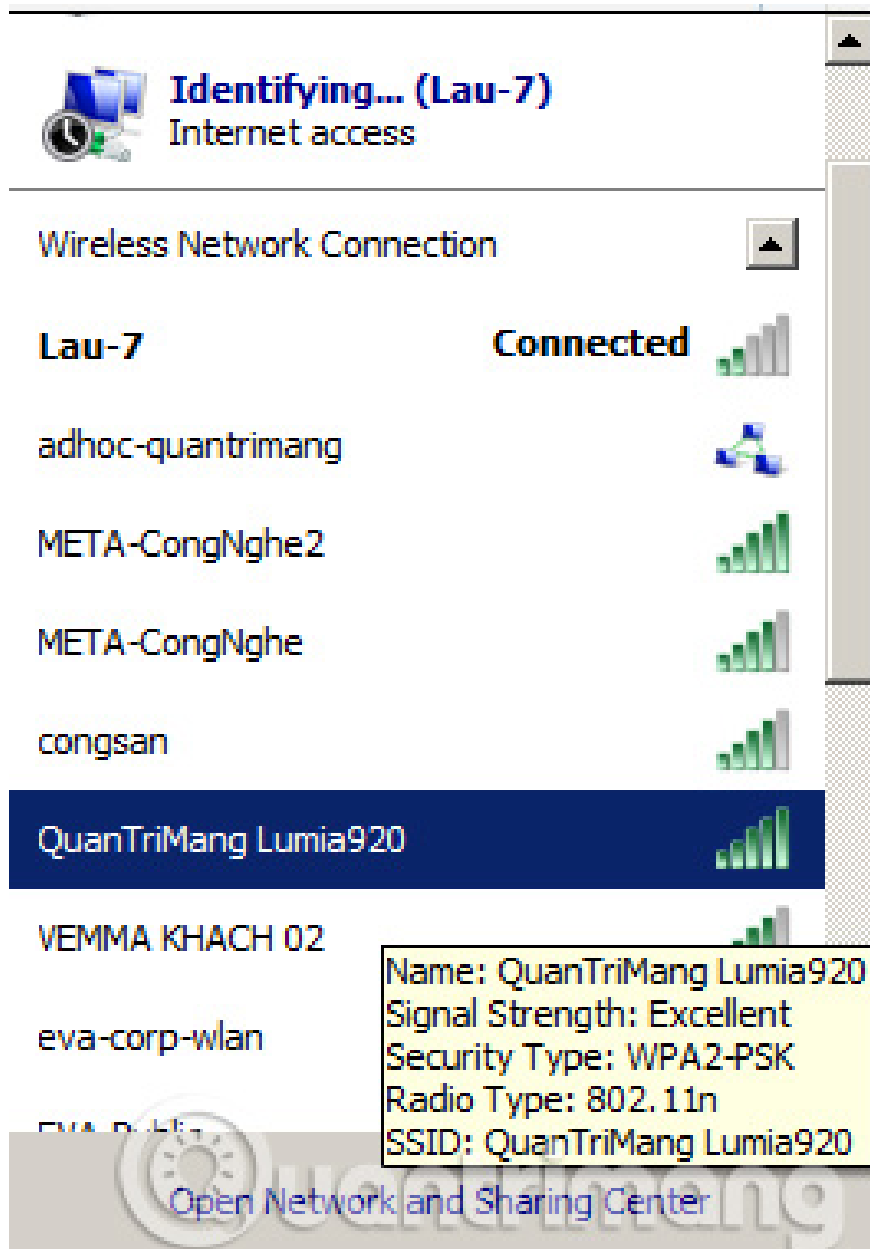 Identifying... (Lau-7)
Internet access
Wireless Network Connection
Lau-7 Connected
adhoc-quantrimang
META-CongNghe2
META-CongNghe
congsan
QuanTriMang Lumia920
VEMMA KHACH 02
Name: QuanTriMang Lumia920
Signal Strength: Excellent
eva-corp-wlan
Security Type: WPA2-PSK
Radio Type: 802.11n
SSID: QuanTriMang Lumia920
Open Network and Sharing Center
Quantrimang